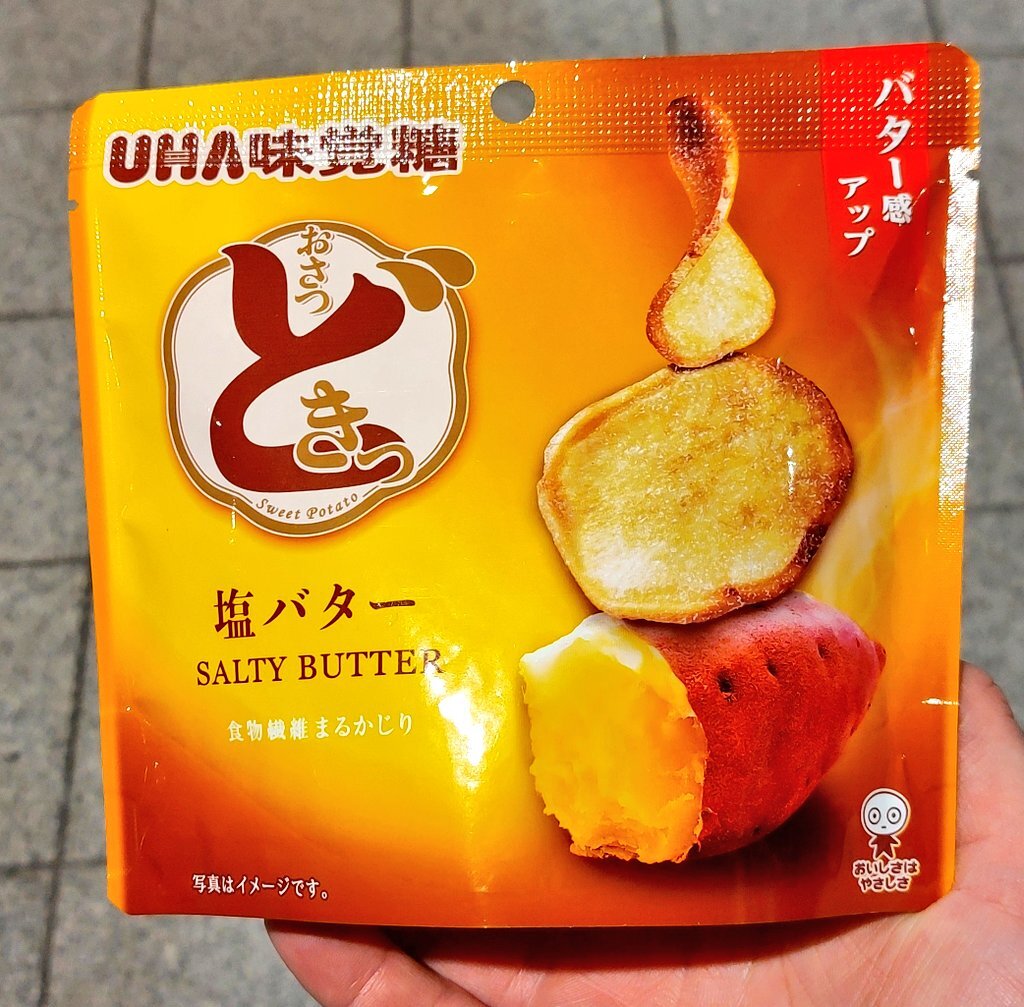 UHA味覚糖
バター感
アップ
おさつ
どきっ
Sweet Potato
塩バター
SALTY BUTTER
食物繊維まるかじり
写真はイメージです。
おいしさは
やさしさ